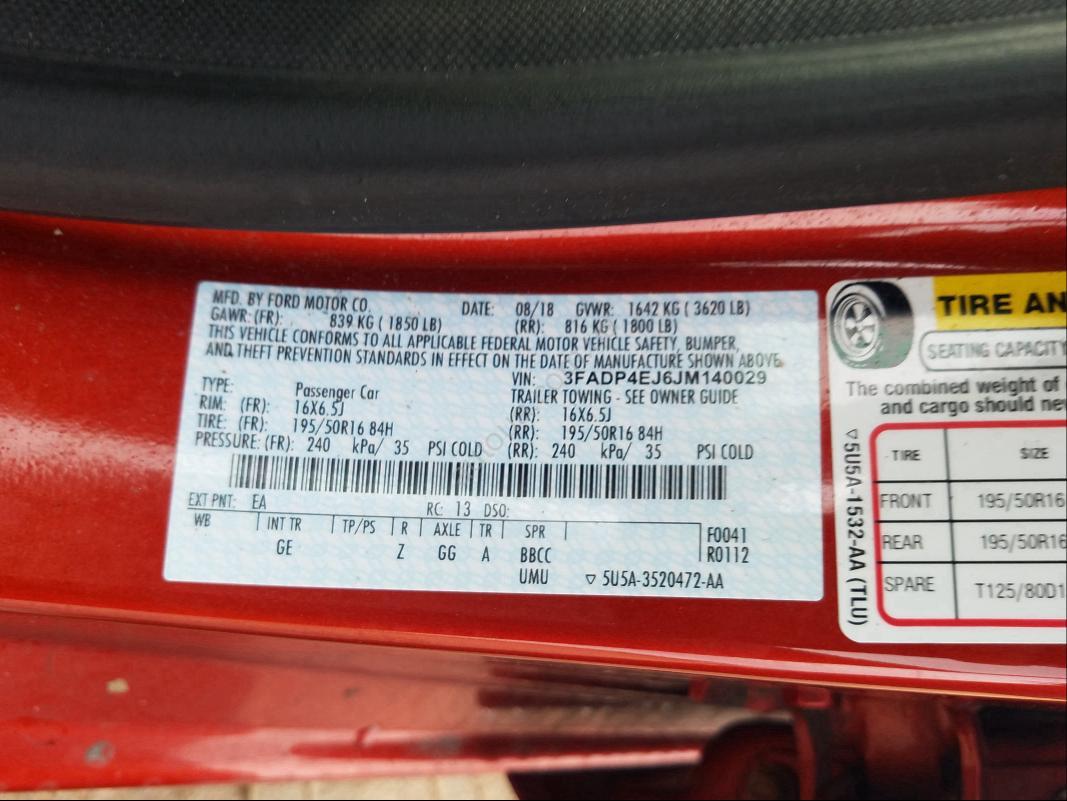 MFD. BY FORD MOTOR CO. DATE: 08/18 GVWR: 1642 KG ( 3620 LB)
GAWR: (FR): 839 KG ( 1850 LB) (RR): 816 KG ( 1800 LB)
THIS VEHICLE CONFORMS TO ALL APPLICABLE FEDERAL MOTOR VEHICLE SAFETY, BUMPER,
AND THEFT PREVENTION STANDARDS IN EFFECT ON THE DATE OF MANUFACTURE SHOWN ABOVE.
VIN: 3FADP4EJ6JM140029
TYPE: Passenger Car TRAILER TOWING - SEE OWNER GUIDE
RIM: (FR): 16X6.5J (RR): 16X6.5J
TIRE: (FR): 195/50R16 84H (RR): 195/50R16 84H
PRESSURE: (FR): 240 kPa/ 35 PSI COLD (RR): 240 kPa/ 35 PSI COLD
EXT PNT: EA RC: 13 DSO:
WB INT TR TP/PS R AXLE TR SPR F0041
GE Z GG A BBCC R0112
UMU ▽ 5U5A-3520472-AA
TIRE AN
SEATING CAPACITY
The combined weight of
and cargo should ne
▽5U5A-1532-AA (TLU)
TIRE SIZE
FRONT 195/50R16
REAR 195/50R16
SPARE T125/80D1